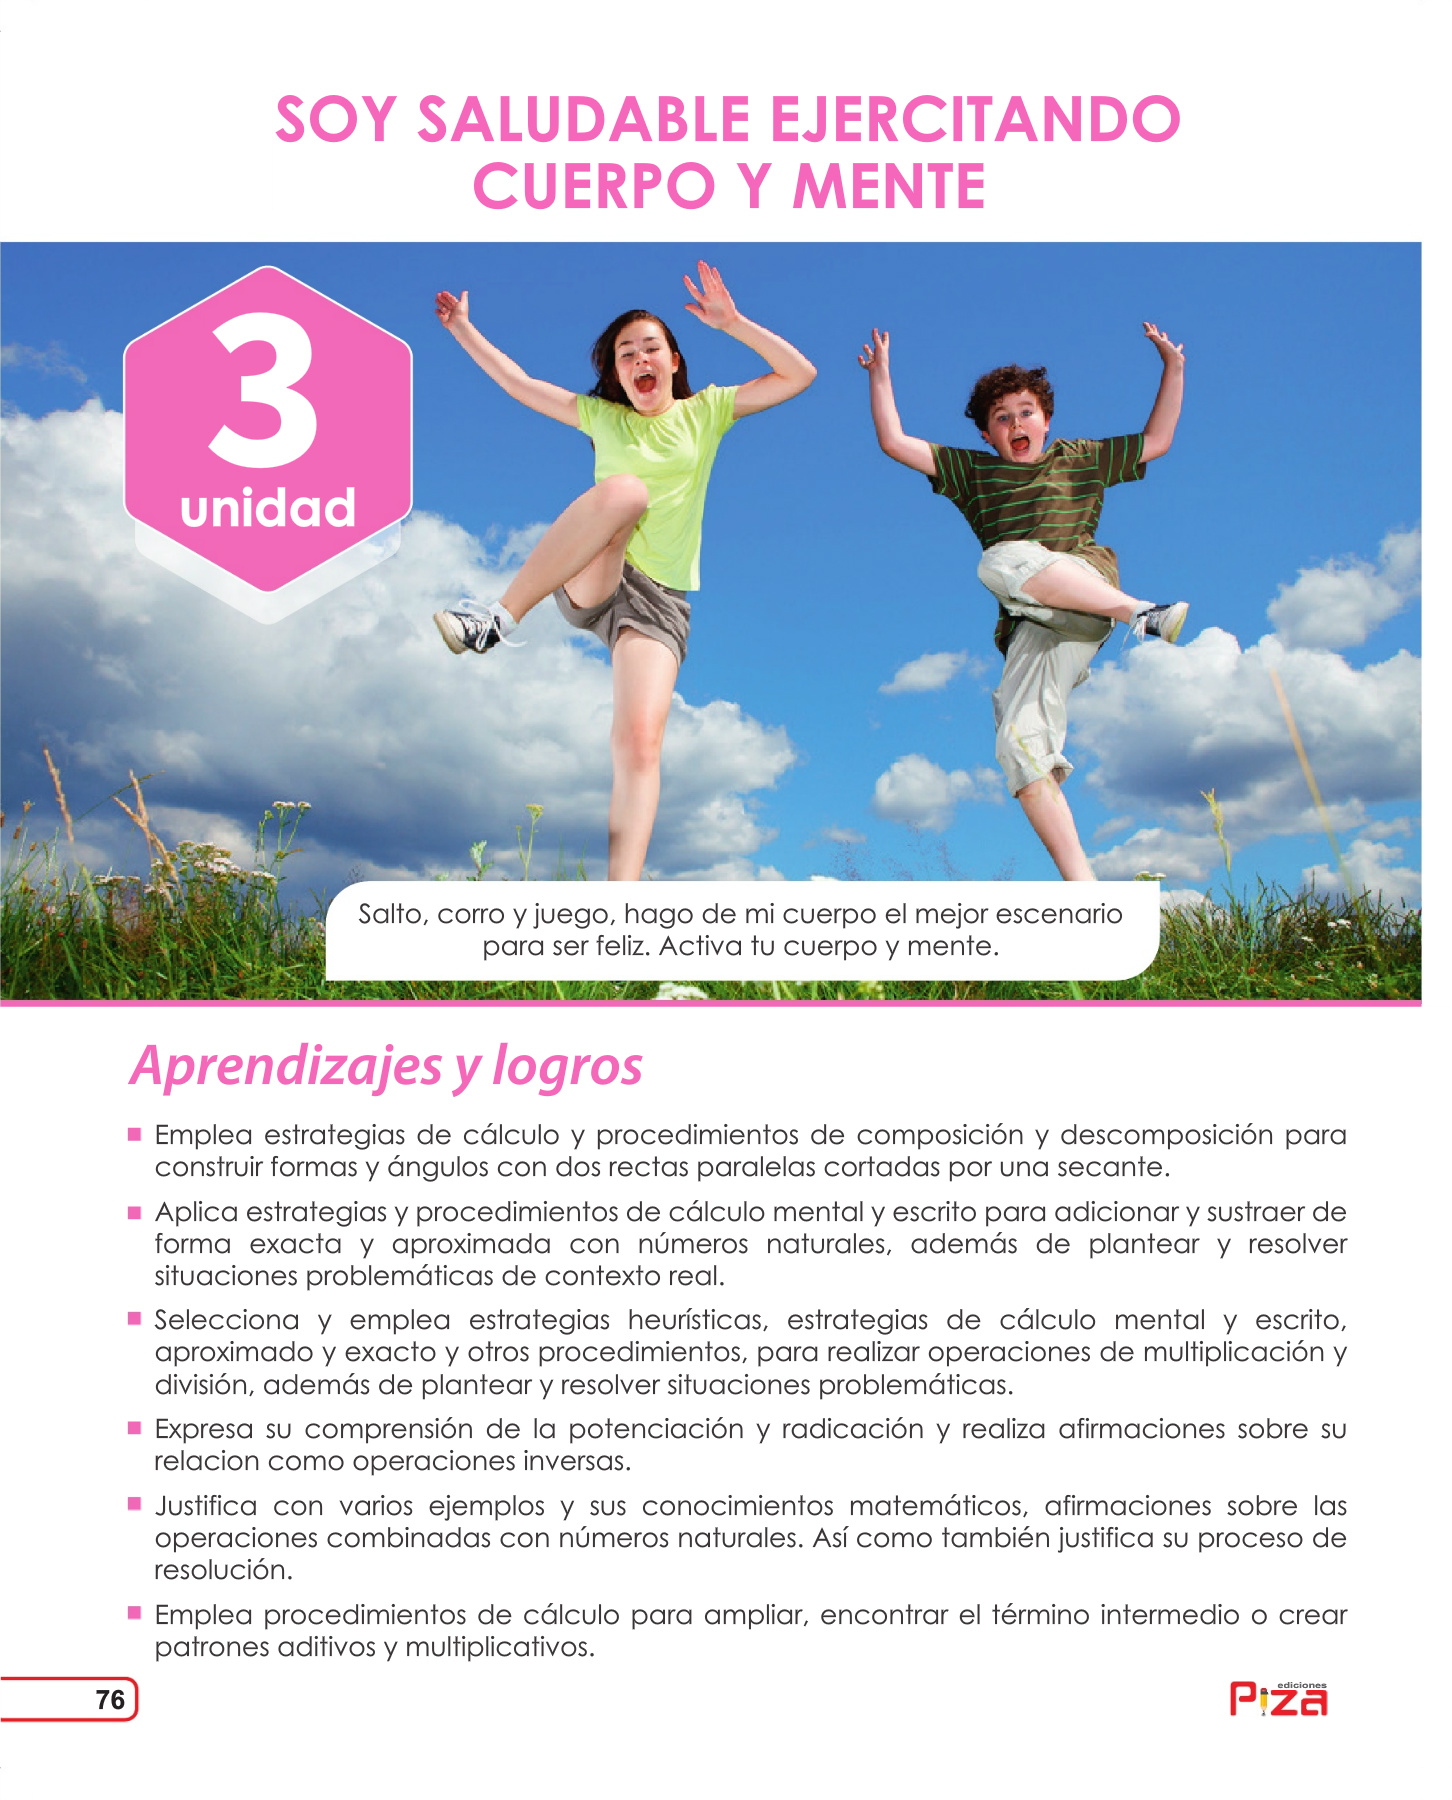 SOY SALUDABLE EJERCITANDO
CUERPO Y MENTE
3
unidad
Salto, corro y juego, hago de mi cuerpo el mejor escenario
para ser feliz. Activa tu cuerpo y mente.
Aprendizajes y logros
Emplea estrategias de cálculo y procedimientos de composición y descomposición para
construir formas y ángulos con dos rectas paralelas cortadas por una secante.
Aplica estrategias y procedimientos de cálculo mental y escrito para adicionar y sustraer de
forma exacta y aproximada con números naturales, además de plantear y resolver
situaciones problemáticas de contexto real.
Selecciona y emplea estrategias heurísticas, estrategias de cálculo mental y escrito,
aproximado y exacto y otros procedimientos, para realizar operaciones de multiplicación y
división, además de plantear y resolver situaciones problemáticas.
Expresa su comprensión de la potenciación y radicación y realiza afirmaciones sobre su
relacion como operaciones inversas.
Justifica con varios ejemplos y sus conocimientos matemáticos, afirmaciones sobre las
operaciones combinadas con números naturales. Así como también justifica su proceso de
resolución.
Emplea procedimientos de cálculo para ampliar, encontrar el término intermedio o crear
patrones aditivos y multiplicativos.
76
ediciones
Piza